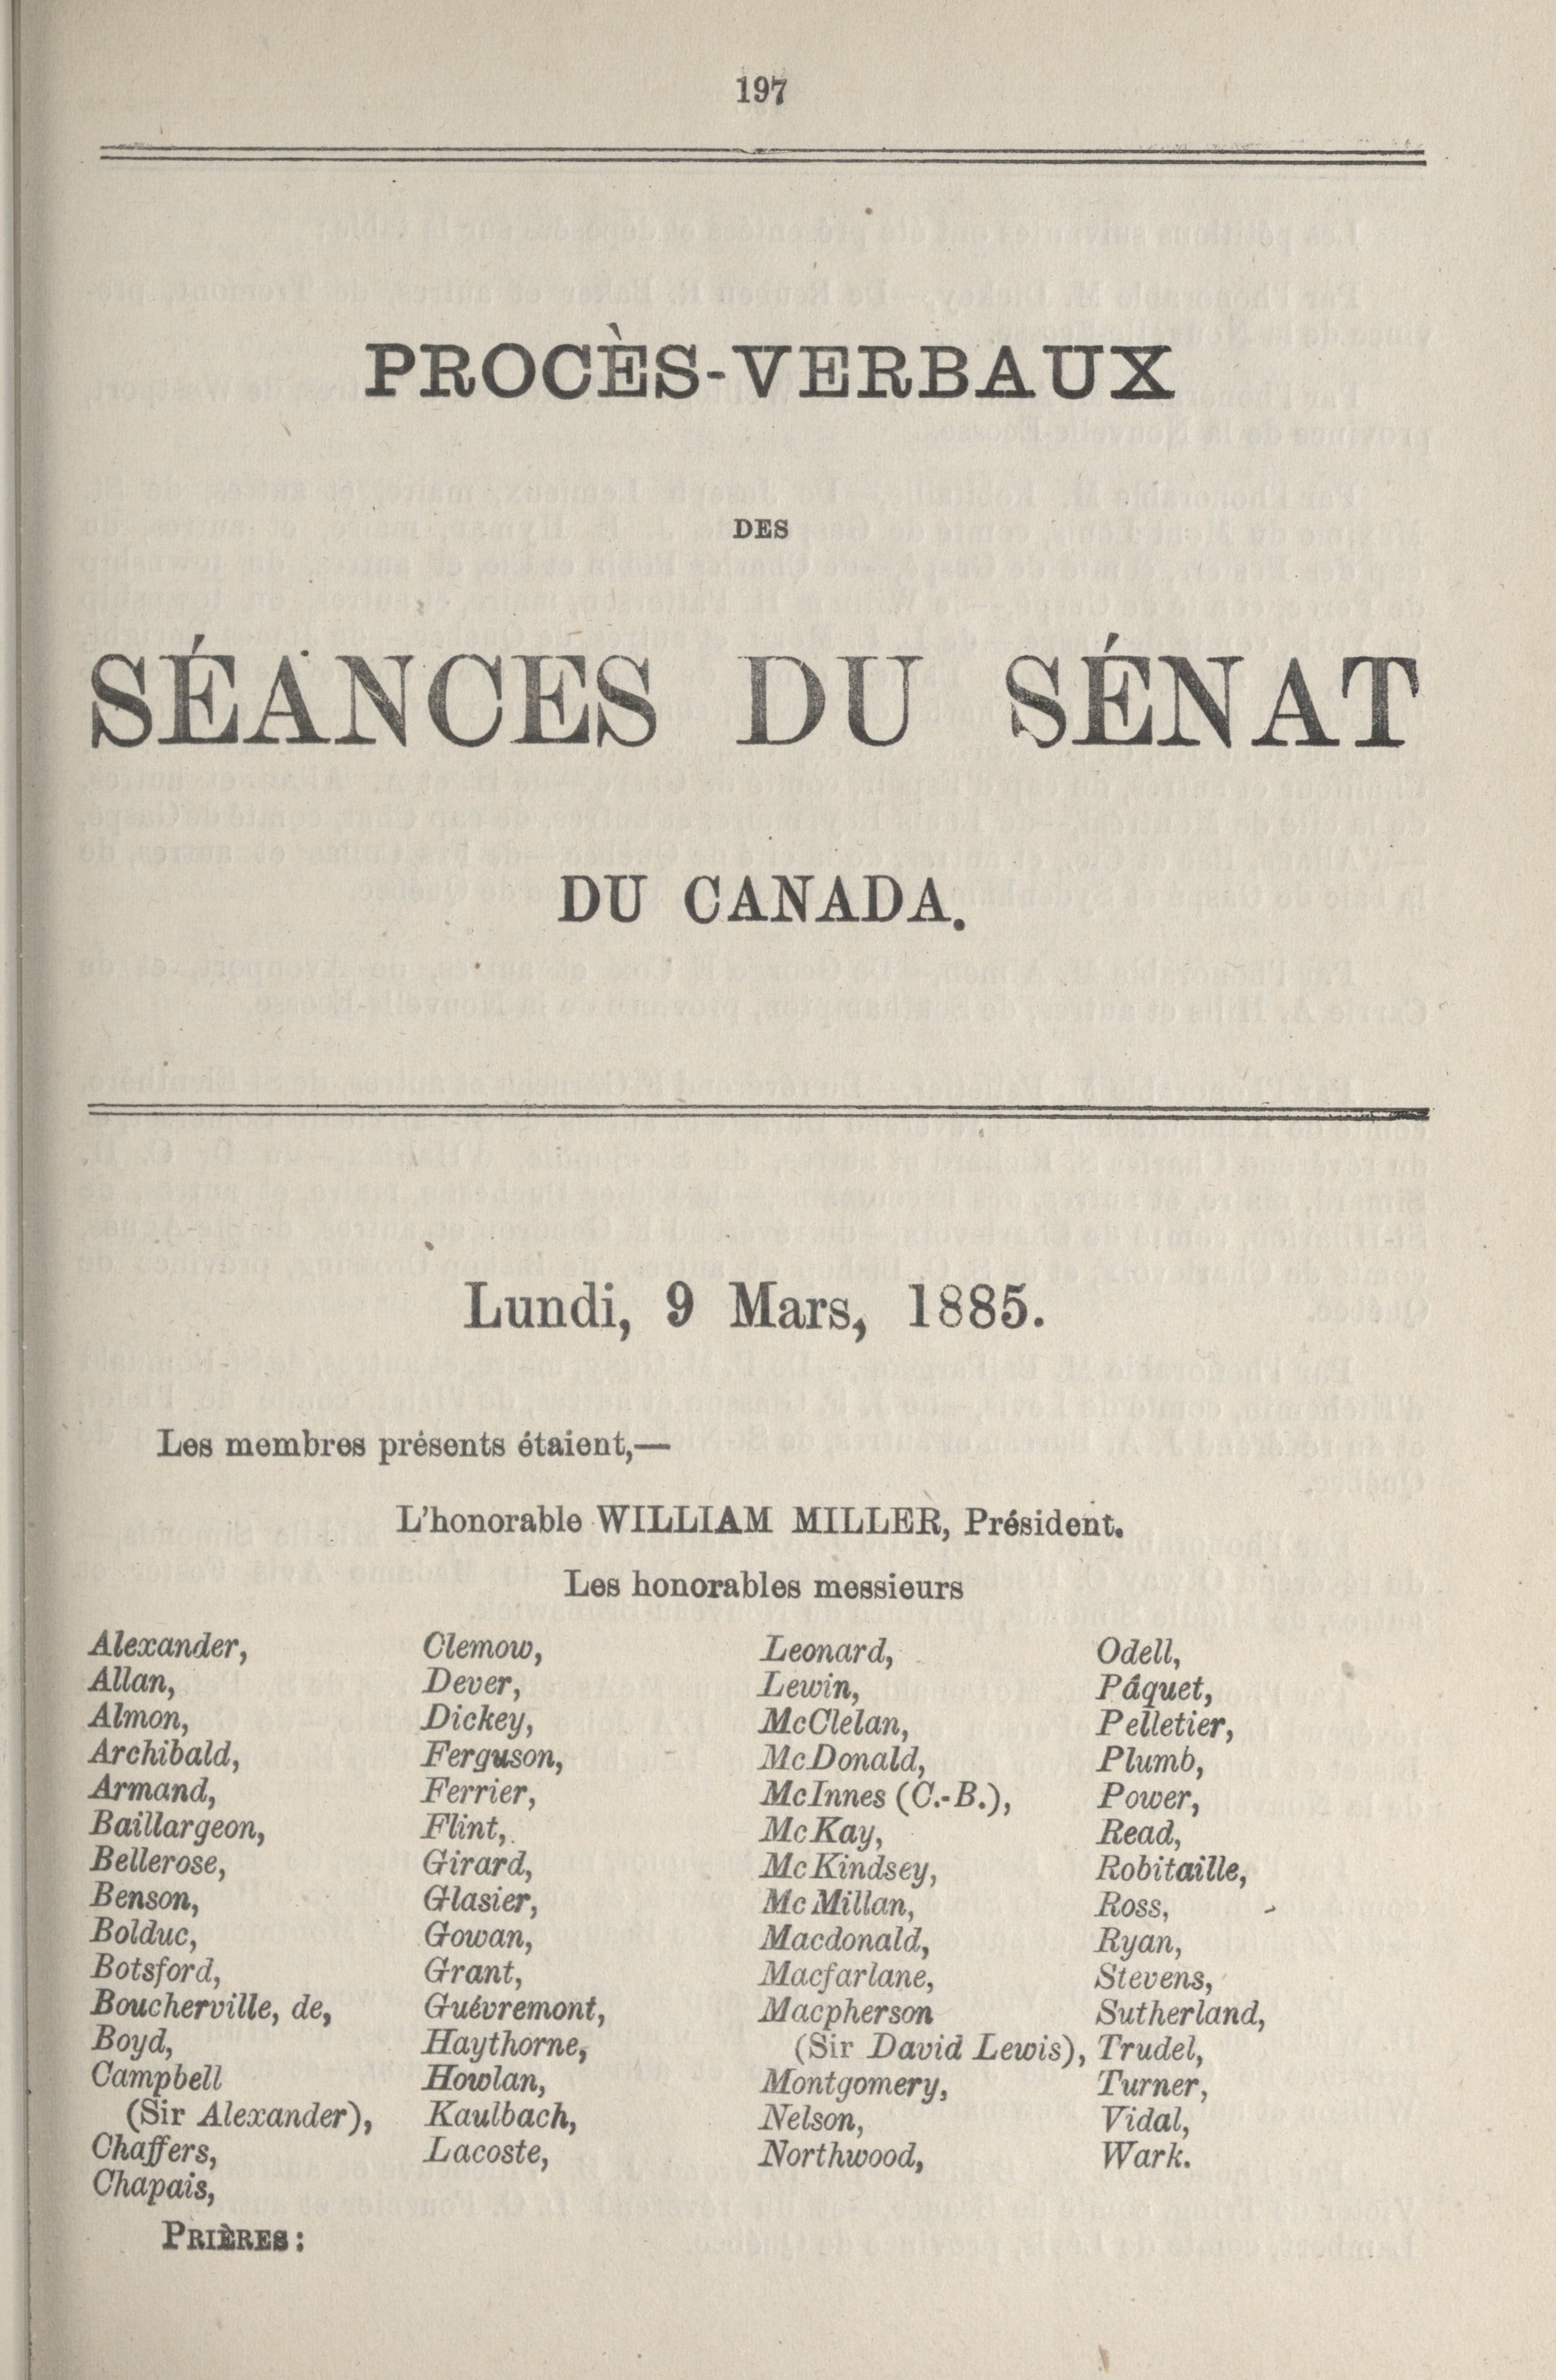 197
PROCÈS-VERBAUX
DES
SÉANCES DU SÉNAT
DU CANADA.
Lundi, 9 Mars, 1885.
Les membres présents étaient,—
L'honorable WILLIAM MILLER, Président.
Les honorables messieurs
Alexander,
Allan,
Almon,
Archibald,
Armand,
Baillargeon,
Bellerose,
Benson,
Bolduc,
Botsford,
Boucherville, de,
Boyd,
Campbell
(Sir Alexander),
Chaffers,
Chapais,
Clemow,
Dever,
Dickey,
Ferguson,
Ferrier,
Flint,
Girard,
Glasier,
Gowan,
Grant,
Guévremont,
Haythorne,
Howlan,
Kaulbach,
Lacoste,
Leonard,
Lewin,
McClelan,
McDonald,
McInnes (C.-B.),
McKay,
McKindsey,
McMillan,
Macdonald,
Macfarlane,
Macpherson
(Sir David Lewis),
Montgomery,
Nelson,
Northwood,
Odell,
Pâquet,
Pelletier,
Plumb,
Power,
Read,
Robitaille,
Ross,
Ryan,
Stevens,
Sutherland,
Trudel,
Turner,
Vidal,
Wark.
PRIÈRES: